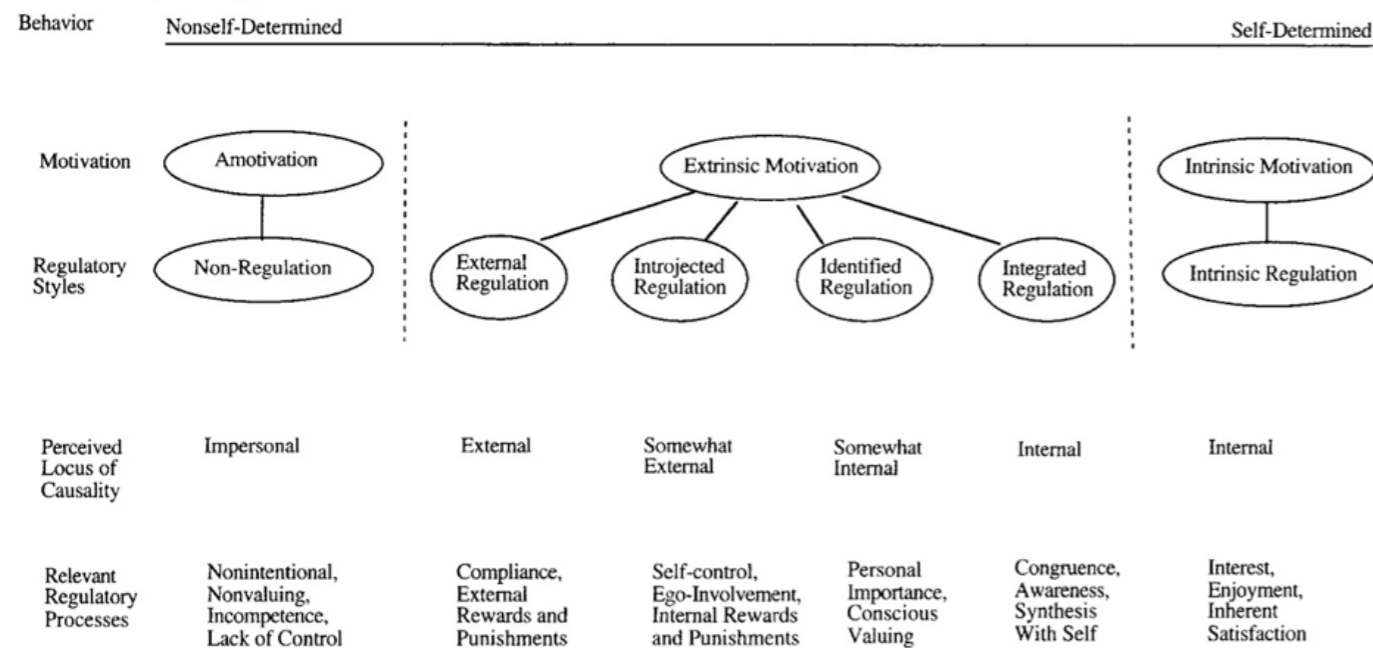 Behavior
Nonself-Determined
Self-Determined
Motivation
Amotivation
Extrinsic Motivation
Intrinsic Motivation
Regulatory
Styles
Non-Regulation
External
Regulation
Introjected
Regulation
Identified
Regulation
Integrated
Regulation
Intrinsic Regulation
Perceived
Locus of
Causality
Impersonal
External
Somewhat
External
Somewhat
Internal
Internal
Internal
Relevant
Regulatory
Processes
Nonintentional,
Nonvaluing,
Incompetence,
Lack of Control
Compliance,
External
Rewards and
Punishments
Self-control,
Ego-Involvement,
Internal Rewards
and Punishments
Personal
Importance,
Conscious
Valuing
Congruence,
Awareness,
Synthesis
With Self
Interest,
Enjoyment,
Inherent
Satisfaction